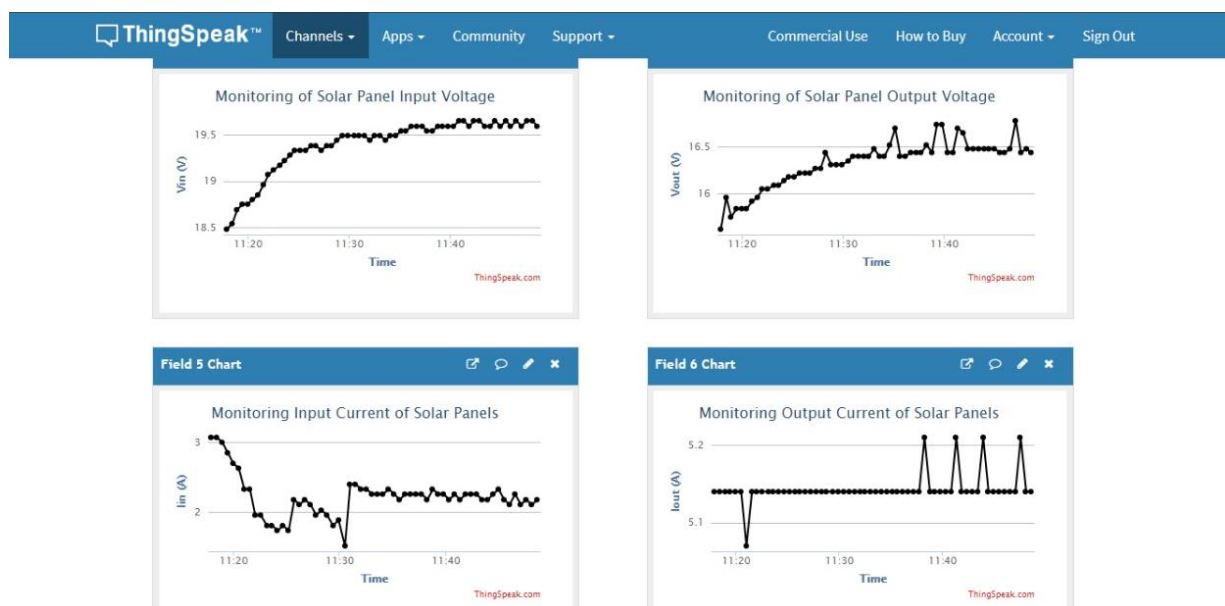 ThingSpeak™ Channels Apps Community Support Commercial Use How to Buy Account Sign Out
Monitoring of Solar Panel Input Voltage
Vin (V)
19.5
19
18.5
11:20 11:30 11:40
Time
ThingSpeak.com
Monitoring of Solar Panel Output Voltage
Vout (V)
16.5
16
11:20 11:30 11:40
Time
ThingSpeak.com
Field 5 Chart
Monitoring Input Current of Solar Panels
Iin (A)
3
2
11:20 11:30 11:40
Time
ThingSpeak.com
Field 6 Chart
Monitoring Output Current of Solar Panels
Iout (A)
5.2
5.1
11:20 11:30 11:40
Time
ThingSpeak.com